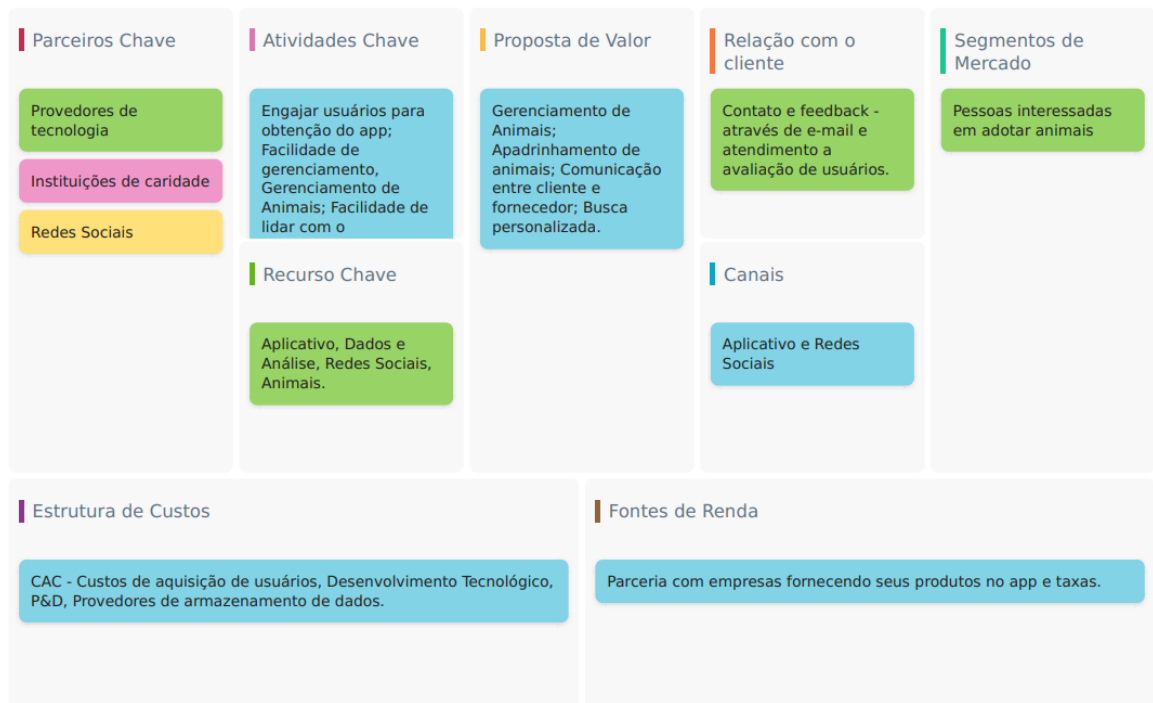 Parceiros Chave
Provedores de
tecnologia
Instituições de caridade
Redes Sociais
Atividades Chave
Engajar usuários para
obtenção do app;
Facilidade de
gerenciamento,
Gerenciamento de
Animais; Facilidade de
lidar com o
Recurso Chave
Aplicativo, Dados e
Análise, Redes Sociais,
Animais.
Proposta de Valor
Gerenciamento de
Animais;
Apadrinhamento de
animais; Comunicação
entre cliente e
fornecedor; Busca
personalizada.
Relação com o
cliente
Contato e feedback -
através de e-mail e
atendimento a
avaliação de usuários.
Canais
Aplicativo e Redes
Sociais
Segmentos de
Mercado
Pessoas interessadas
em adotar animais
Estrutura de Custos
CAC - Custos de aquisição de usuários, Desenvolvimento Tecnológico,
P&D, Provedores de armazenamento de dados.
Fontes de Renda
Parceria com empresas fornecendo seus produtos no app e taxas.